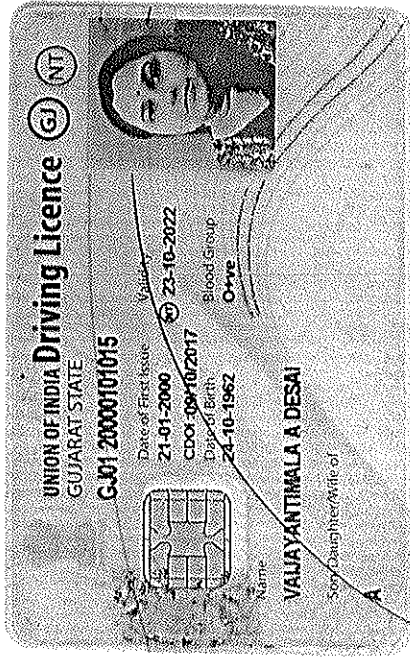 UNION OF INDIA Driving Licence GJ NT
GUJARAT STATE
GJ01 20000101015
Date of First Issue Validity
21-01-2000 NT 23-10-2022
CDOI 09/10/2017
Date of Birth Blood Group
24-10-1962 O+ve
Name
VAIJAYANTIMALA A DESAI
Son/Daughter/Wife of
A